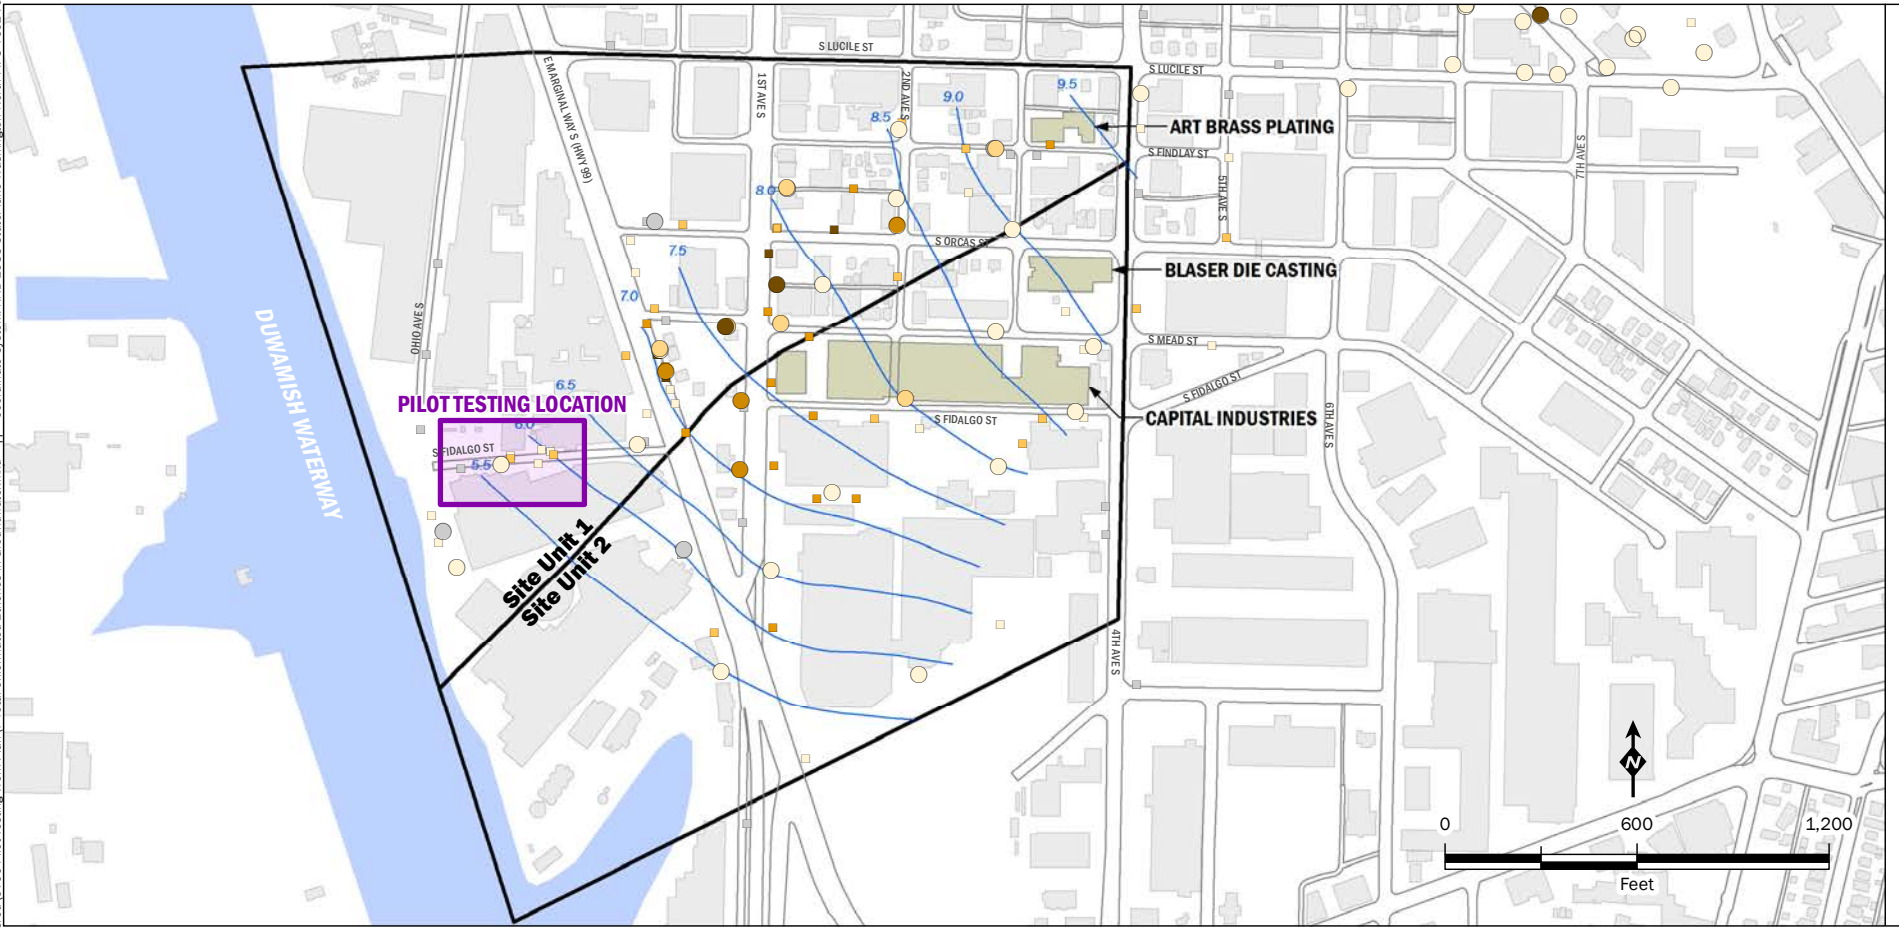 S LUCILE ST
S LUCILE ST
E MARGINAL WAY S (HWY 99)
1ST AVE S
2ND AVE S
9.5
9.0
8.5
ART BRASS PLATING
S FINDLAY ST
7TH AVE S
8.0
5TH AVE S
S ORCAS ST
7.5
BLASER DIE CASTING
7.0
OHIO AVE S
DUWAMISH WATERWAY
S MEAD ST
S FIDALGO ST
6.5
PILOT TESTING LOCATION
6.0
S FIDALGO ST
CAPITAL INDUSTRIES
6TH AVE S
S FIDALGO ST
5.5
Site Unit 1
Site Unit 2
4TH AVE S
N
0 600 1,200
Feet